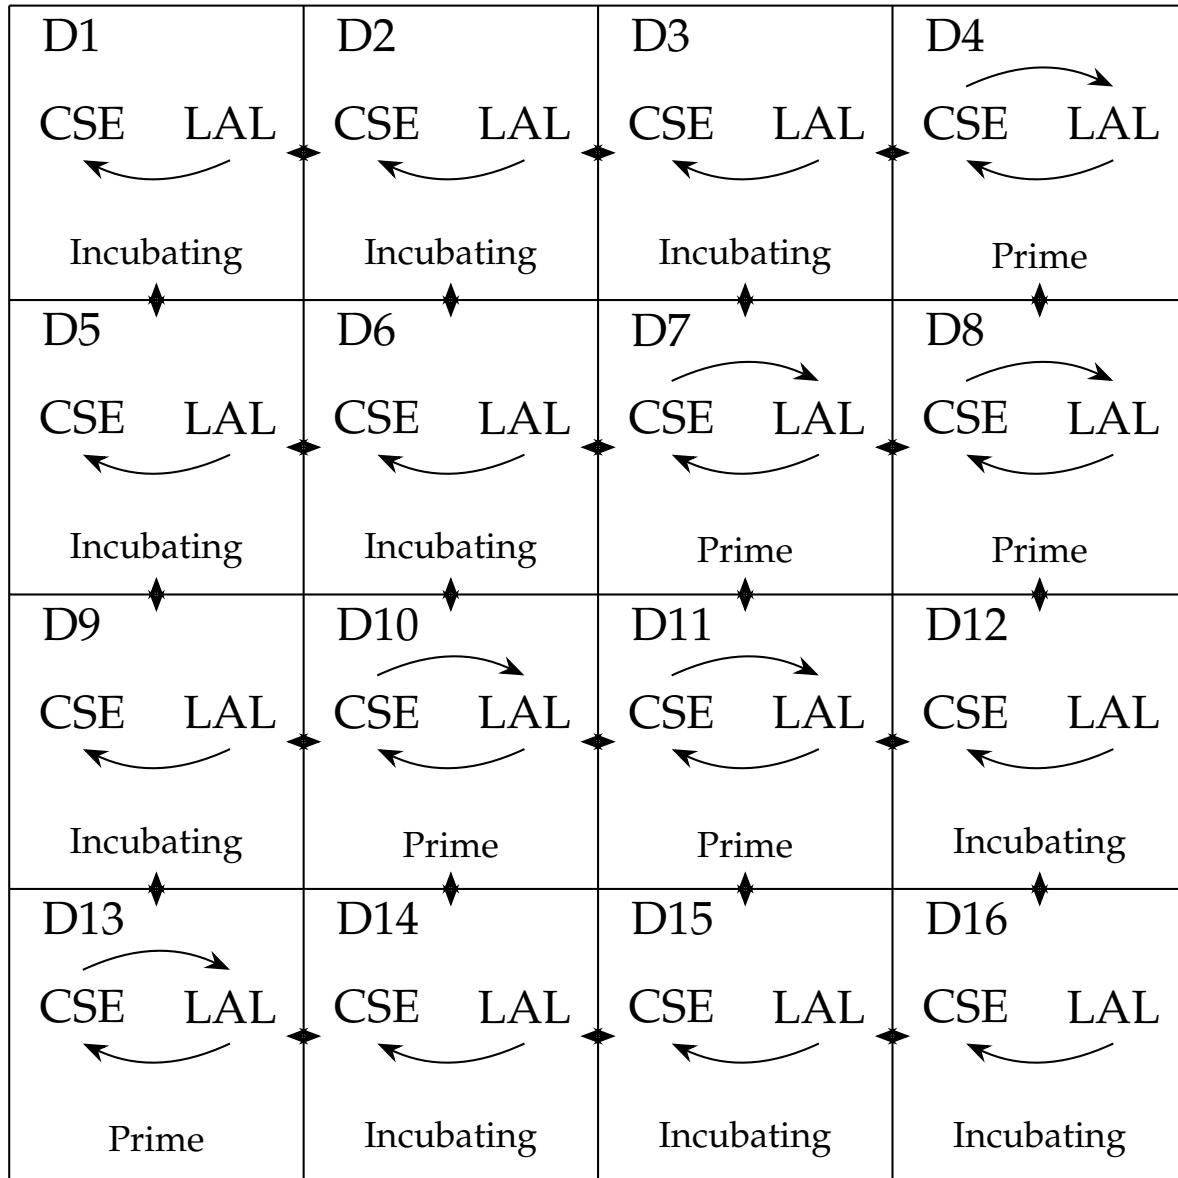 D1 D2 D3 D4
CSE LAL CSE LAL CSE LAL CSE LAL
Incubating Incubating Incubating Prime
D5 D6 D7 D8
CSE LAL CSE LAL CSE LAL CSE LAL
Incubating Incubating Prime Prime
D9 D10 D11 D12
CSE LAL CSE LAL CSE LAL CSE LAL
Incubating Prime Prime Incubating
D13 D14 D15 D16
CSE LAL CSE LAL CSE LAL CSE LAL
Prime Incubating Incubating Incubating